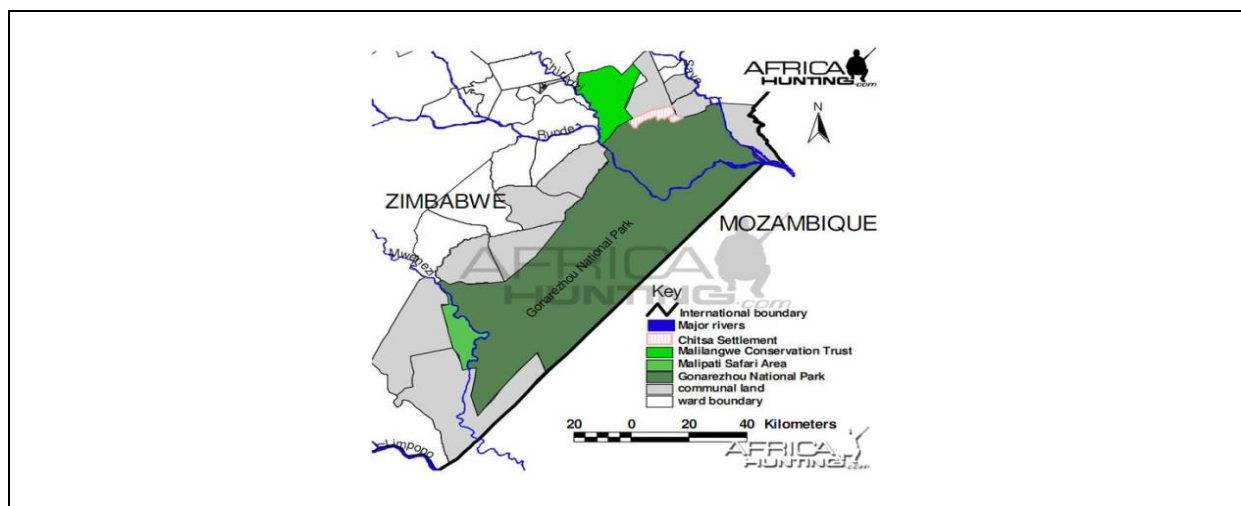 Chiredzi
Save
AFRICA
HUNTING.com
N
Runde
ZIMBABWE
MOZAMBIQUE
Gonarezhou National Park
Mwenezi
AFRICA
HUNTING.com
Key
International boundary
Major rivers
Chitsa Settlement
Malilangwe Conservation Trust
Malipati Safari Area
Gonarezhou National Park
communal land
ward boundary
20 0 20 40 Kilometers
Limpopo
AFRICA
HUNTING.com